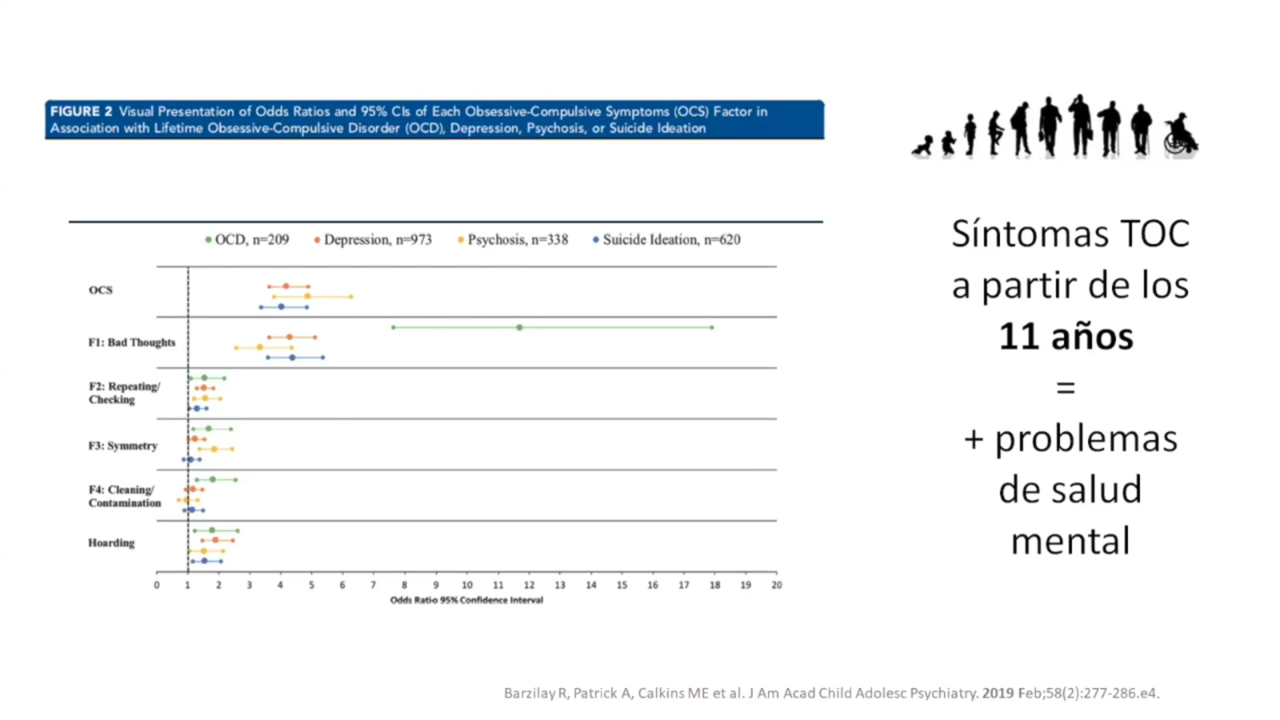 FIGURE 2 Visual Presentation of Odds Ratios and 95% CIs of Each Obsessive-Compulsive Symptoms (OCS) Factor in
Association with Lifetime Obsessive-Compulsive Disorder (OCD), Depression, Psychosis, or Suicide Ideation
OCD, n=209 Depression, n=973 Psychosis, n=338 Suicide Ideation, n=620
OCS
F1: Bad Thoughts
F2: Repeating/
Checking
F3: Symmetry
F4: Cleaning/
Contamination
Hoarding
0 1 2 3 4 5 6 7 8 9 10 11 12 13 14 15 16 17 18 19 20
Odds Ratio 95% Confidence Interval
Síntomas TOC
a partir de los
11 años
=
+ problemas
de salud
mental
Barzilay R, Patrick A, Calkins ME et al. J Am Acad Child Adolesc Psychiatry. 2019 Feb;58(2):277-286.e4.